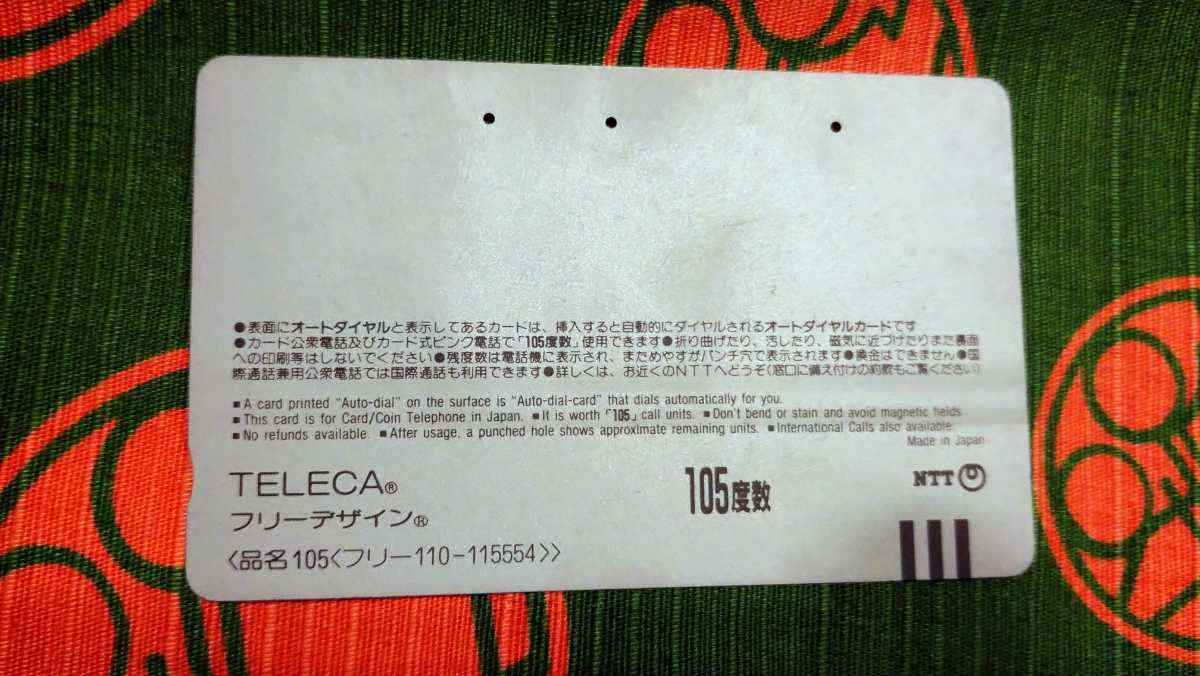 ●表面にオートダイヤルと表示してあるカードは、挿入すると自動的にダイヤルされるオートダイヤルカードです
●カード公衆電話及びカード式ピンク電話で「105度数」使用できます●折り曲げたり、汚したり、磁気に近づけたりまた裏面
への印刷等はしないでください●残度数は電話機に表示され、まためやすがパンチ穴で表示されます●換金はできません●国
際通話兼用公衆電話では国際通話も利用できます●詳しくは、お近くのNTTへどうぞ(窓口に備え付けの約款もご覧ください)
■A card printed “Auto-dial” on the surface is “Auto-dial-card” that dials automatically for you.
■This card is for Card/Coin Telephone in Japan. ■It is worth「105」call units. ■Don't bend or stain and avoid magnetic fields.
■No refunds available. ■After usage, a punched hole shows approximate remaining units. ■International Calls also available.
Made in Japan
TELECA®
105度数
NTT
フリーデザイン®
〈品名105〈フリー110-115554〉〉